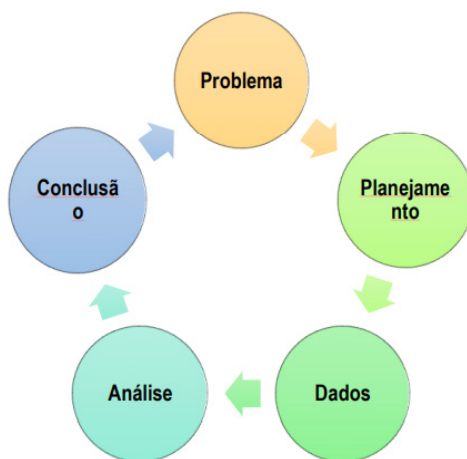 Problema
Planejame
nto
Dados
Análise
Conclusã
o